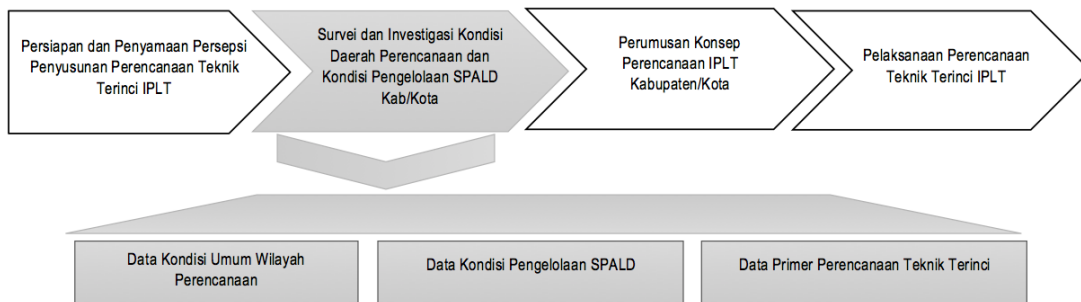 Persiapan dan Penyamaan Persepsi
Penyusunan Perencanaan Teknik
Terinci IPLT
Survei dan Investigasi Kondisi
Daerah Perencanaan dan
Kondisi Pengelolaan SPALD
Kab/Kota
Perumusan Konsep
Perencanaan IPLT
Kabupaten/Kota
Pelaksanaan Perencanaan
Teknik Terinci IPLT
Data Kondisi Umum Wilayah
Perencanaan
Data Kondisi Pengelolaan SPALD
Data Primer Perencanaan Teknik Terinci